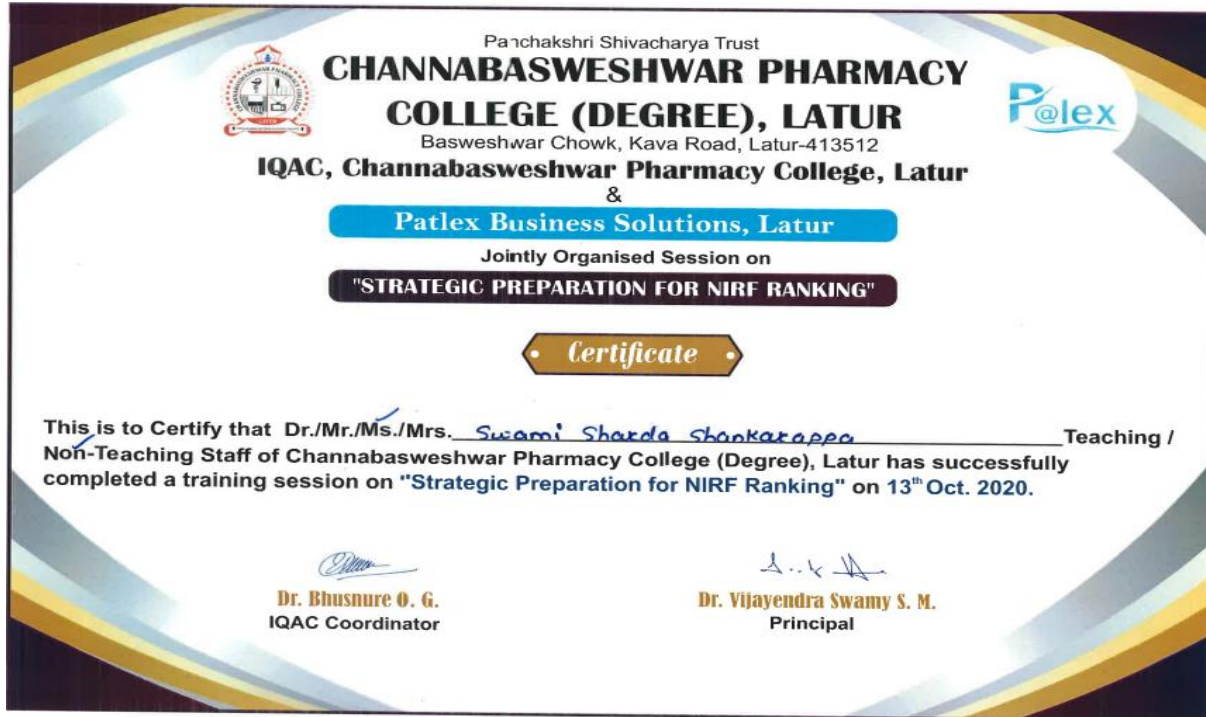 Panchakshri Shivacharya Trust
CHANNABASWESHWAR PHARMACY
COLLEGE (DEGREE), LATUR
P@lex
Basweshwar Chowk, Kava Road, Latur-413512
IQAC, Channabasweshwar Pharmacy College, Latur
&
Patlex Business Solutions, Latur
Jointly Organised Session on
"STRATEGIC PREPARATION FOR NIRF RANKING"
Certificate
This is to Certify that Dr./Mr./Ms./Mrs. Swami Sharda Shankarappa Teaching /
Non-Teaching Staff of Channabasweshwar Pharmacy College (Degree), Latur has successfully
completed a training session on "Strategic Preparation for NIRF Ranking" on 13th Oct. 2020.
Dr. Bhusnure O. G.
IQAC Coordinator
Dr. Vijayendra Swamy S. M.
Principal